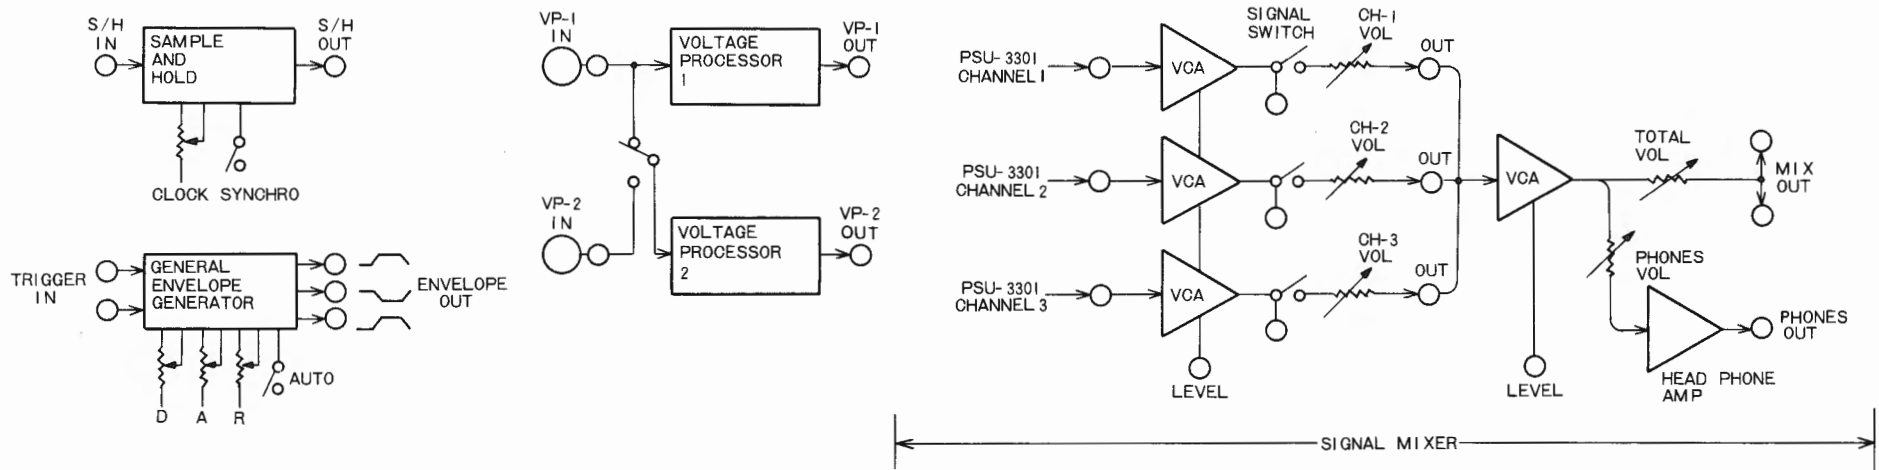 S/H
IN
SAMPLE
AND
HOLD
S/H
OUT
CLOCK SYNCHRO
TRIGGER
IN
GENERAL
ENVELOPE
GENERATOR
ENVELOPE
OUT
D A R
AUTO
VP-1
IN
VOLTAGE
PROCESSOR
1
VP-1
OUT
VP-2
IN
VOLTAGE
PROCESSOR
2
VP-2
OUT
PSU-3301
CHANNEL 1
VCA
SIGNAL
SWITCH
CH-1
VOL
OUT
PSU-3301
CHANNEL 2
VCA
CH-2
VOL
OUT
PSU-3301
CHANNEL 3
VCA
CH-3
VOL
OUT
LEVEL
VCA
LEVEL
TOTAL
VOL
MIX
OUT
PHONES
VOL
PHONES
OUT
HEAD PHONE
AMP
SIGNAL MIXER